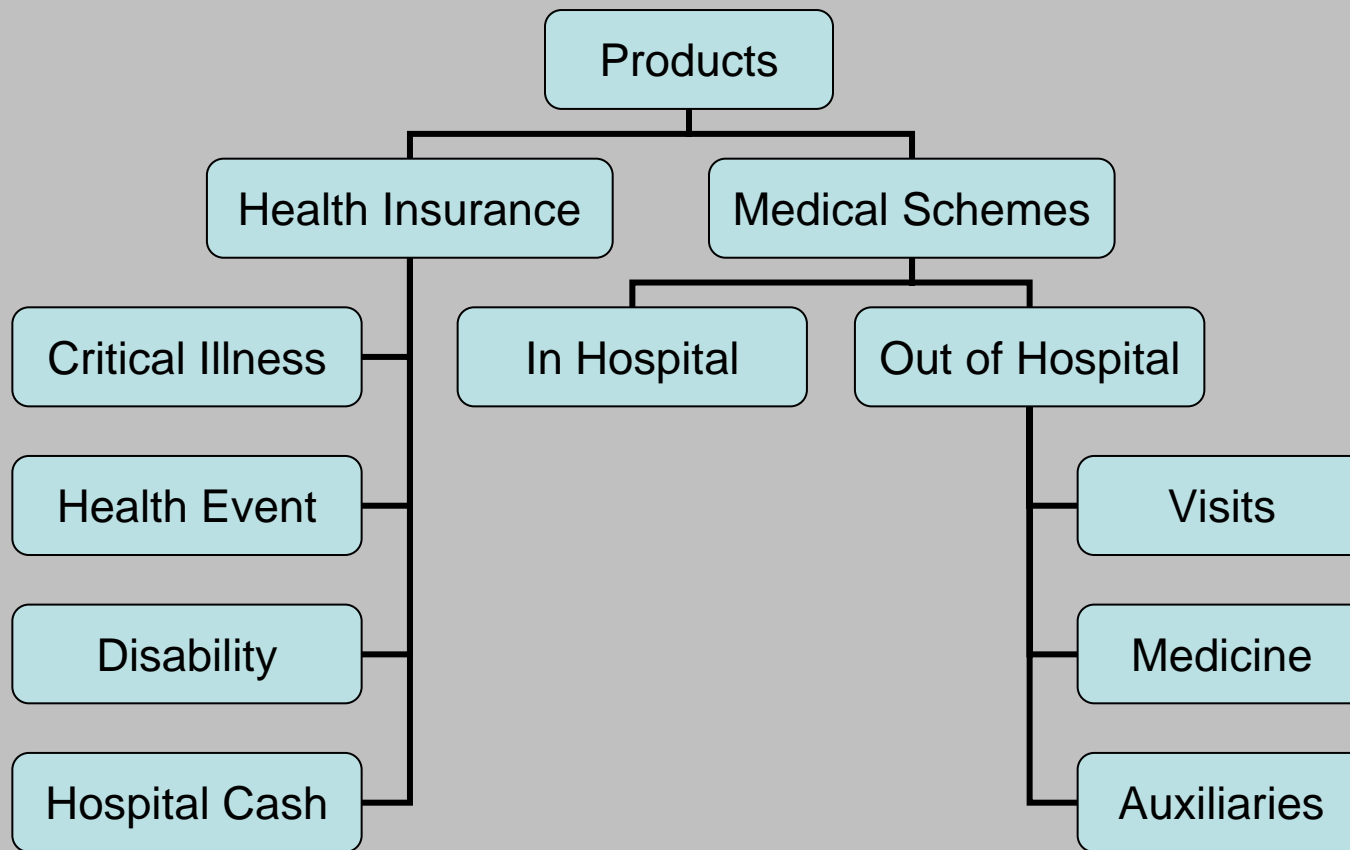 Products
Health Insurance
Medical Schemes
Critical Illness
In Hospital
Out of Hospital
Health Event
Visits
Disability
Medicine
Hospital Cash
Auxiliaries